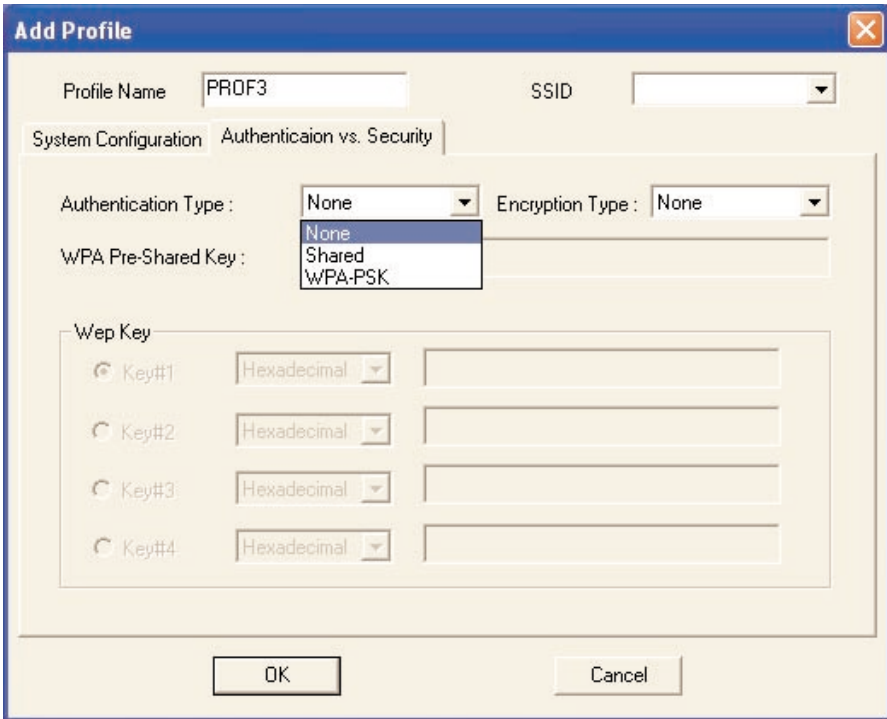 Add Profile
Profile Name PROF3 SSID
System Configuration Authenticaion vs. Security
Authentication Type : None Encryption Type : None
None
Shared
WPA-PSK
WPA Pre-Shared Key :
Wep Key
Key#1 Hexadecimal
Key#2 Hexadecimal
Key#3 Hexadecimal
Key#4 Hexadecimal
OK Cancel